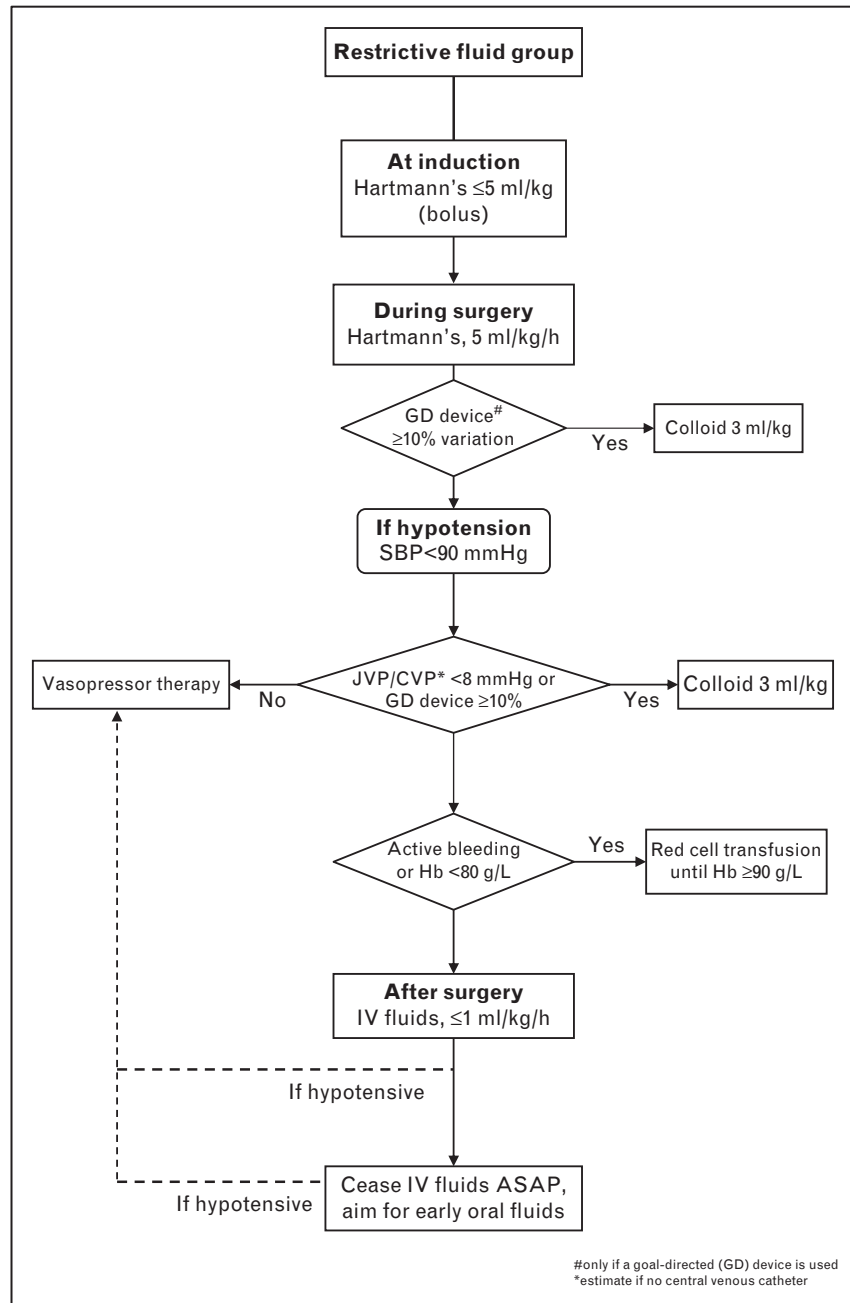 Restrictive fluid group
At induction
Hartmann's ≤5 ml/kg
(bolus)
During surgery
Hartmann's, 5 ml/kg/h
GD device#
≥10% variation
Yes
Colloid 3 ml/kg
If hypotension
SBP<90 mmHg
Vasopressor therapy
No
JVP/CVP* <8 mmHg or
GD device ≥10%
Yes
Colloid 3 ml/kg
Active bleeding
or Hb <80 g/L
Yes
Red cell transfusion
until Hb ≥90 g/L
After surgery
IV fluids, ≤1 ml/kg/h
If hypotensive
If hypotensive
Cease IV fluids ASAP,
aim for early oral fluids
#only if a goal-directed (GD) device is used
*estimate if no central venous catheter